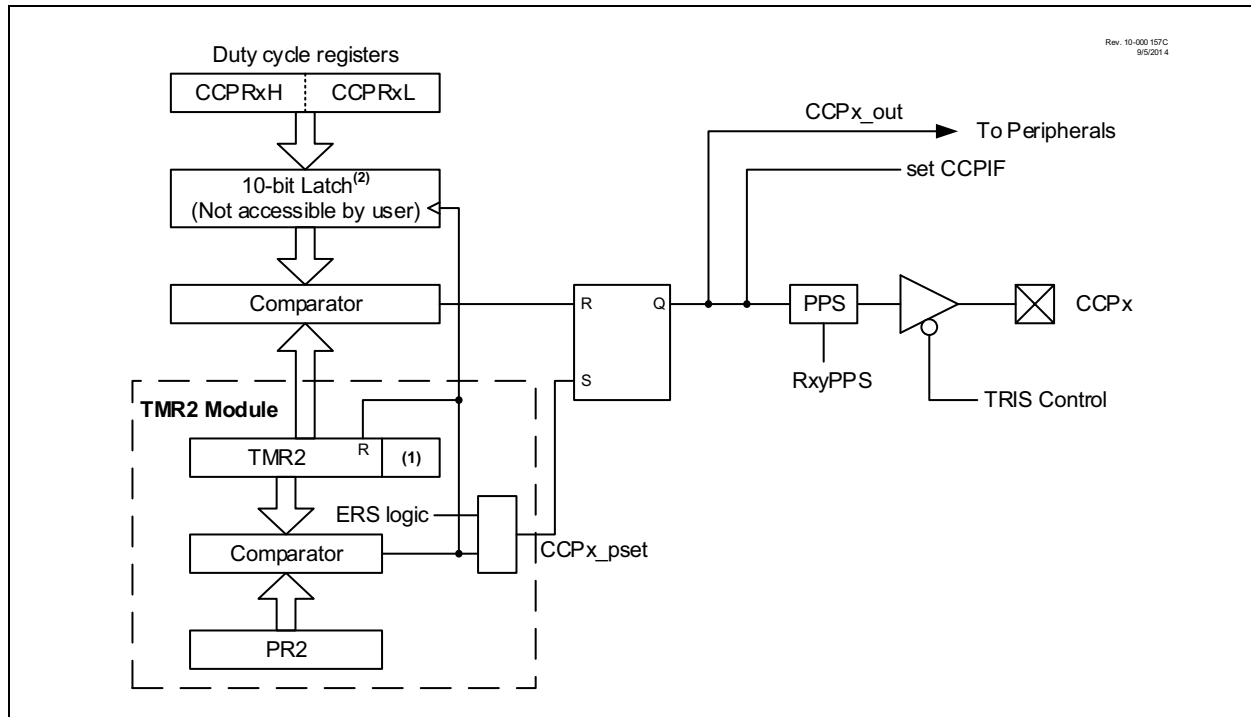 Rev. 10-000 157C
9/5/201 4
Duty cycle registers
CCPRxH CCPRxL
CCPx_out
To Peripherals
set CCPIF
10-bit Latch(2)
(Not accessible by user)
Comparator
R Q
PPS
CCPx
S
RxyPPS
TRIS Control
TMR2 Module
TMR2 R (1)
ERS logic
Comparator
CCPx_pset
PR2